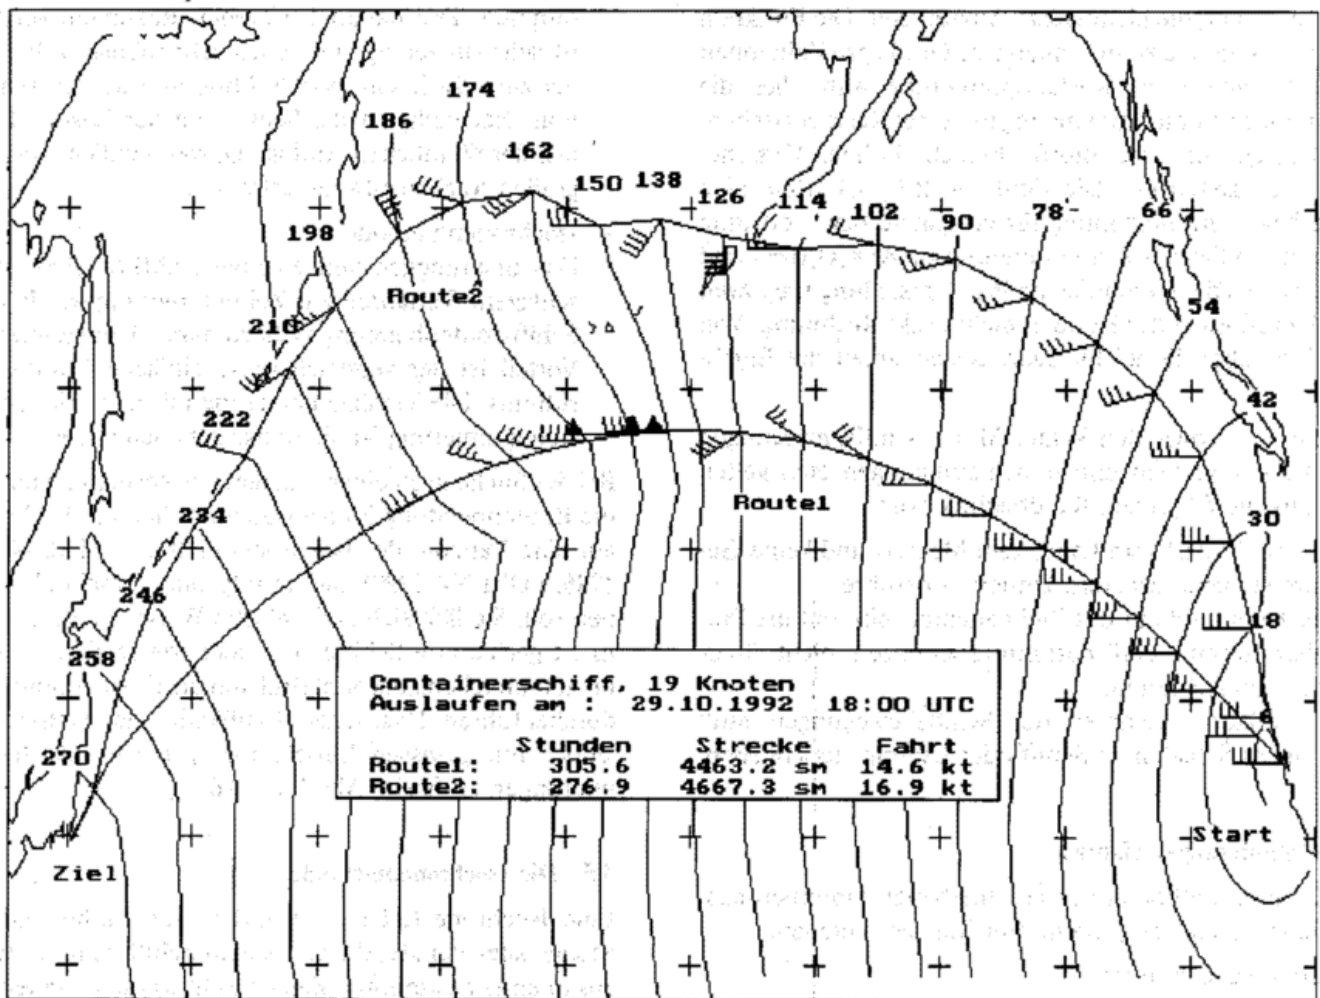 174
186
162
150
138
126
114
102
90
78
66
198
Route2
210
54
222
42
Route1
30
234
246
18
258
6
270
Containerschiff, 19 Knoten
Auslaufen am : 29.10.1992 18:00 UTC
Stunden Strecke Fahrt
Route1: 305.6 4463.2 sm 14.6 kt
Route2: 276.9 4667.3 sm 16.9 kt
Start
Ziel